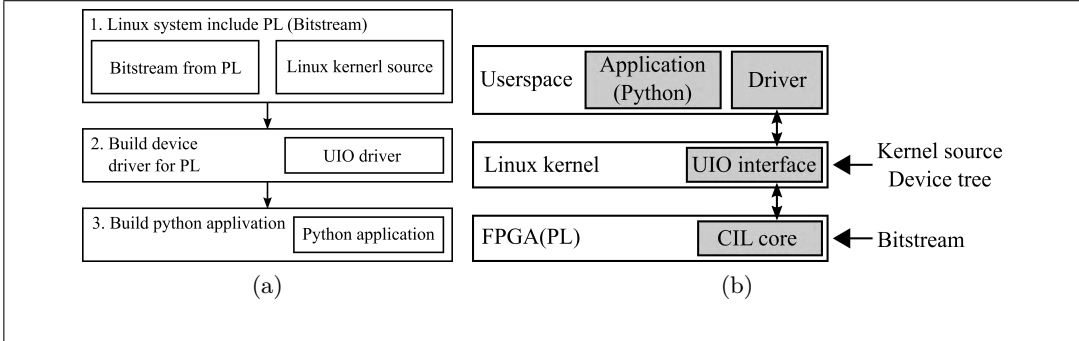 1. Linux system include PL (Bitstream)
Bitstream from PL
Linux kernerl source
2. Build device
driver for PL
UIO driver
3. Build python applivation
Python application
(a)
Userspace
Application
(Python)
Driver
Linux kernel
UIO interface
Kernel source
Device tree
FPGA(PL)
CIL core
Bitstream
(b)